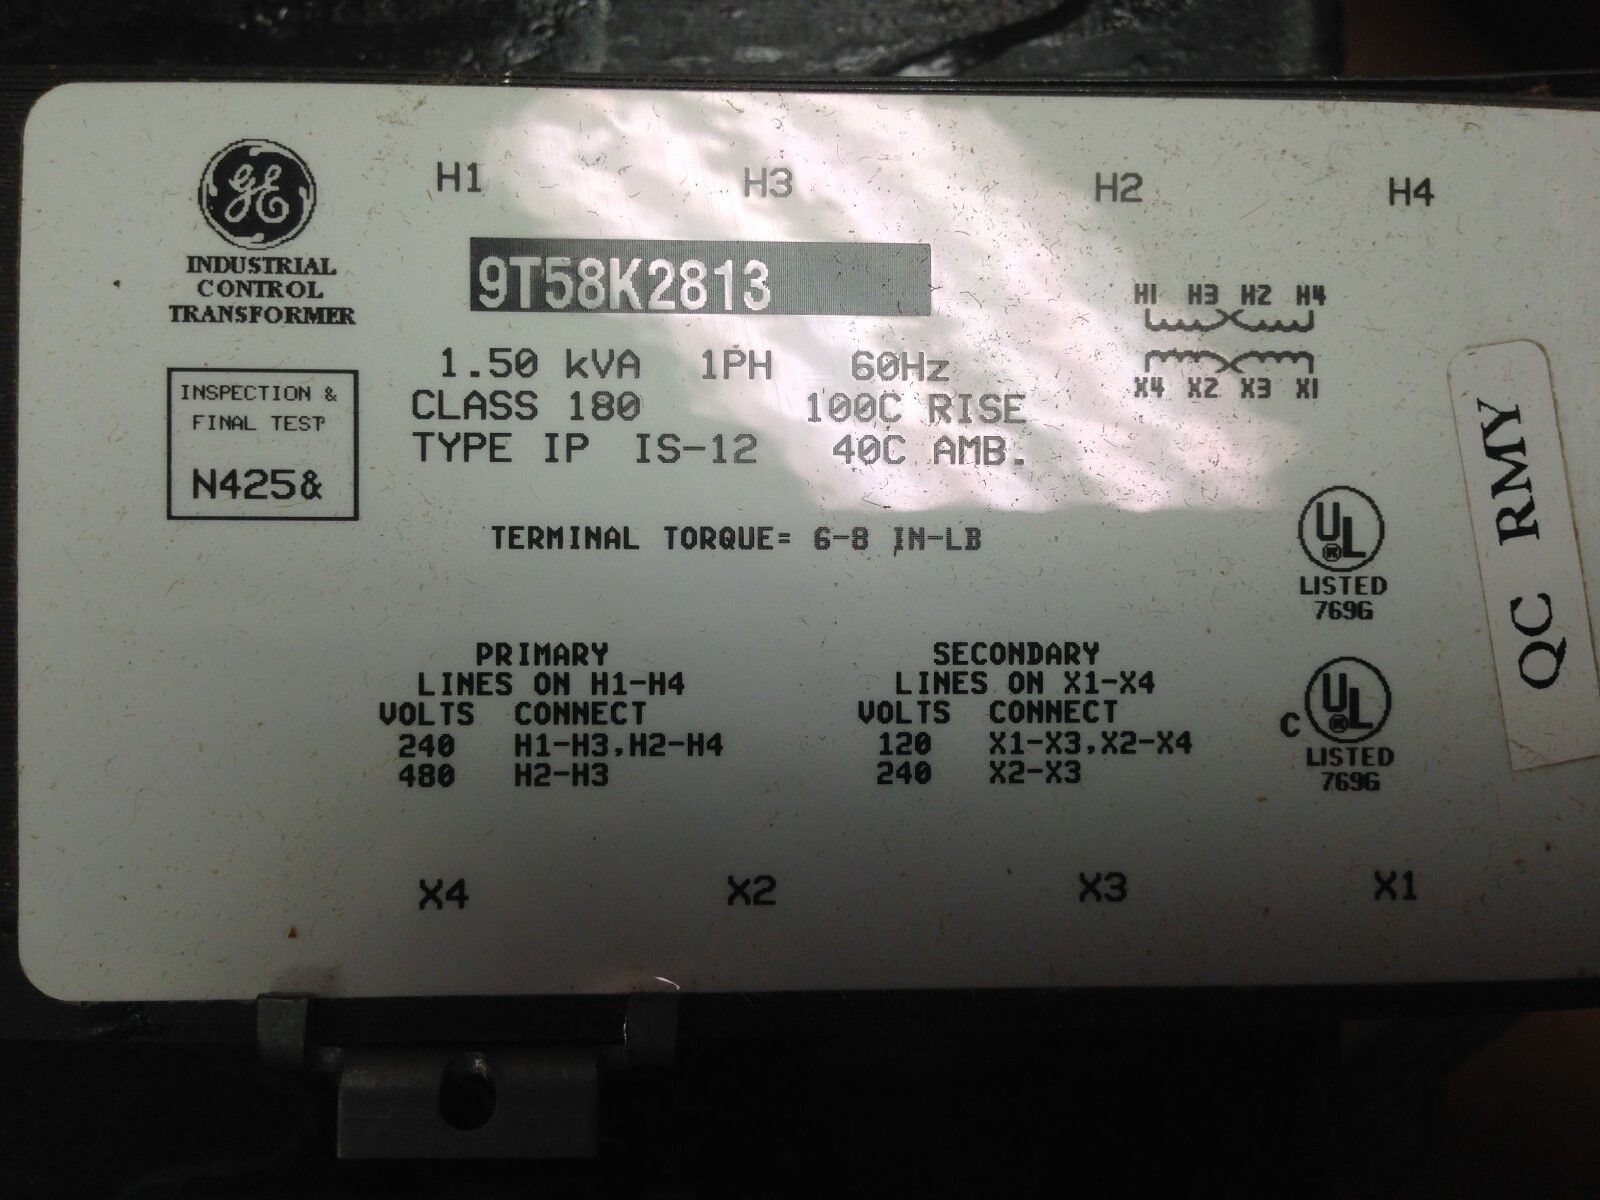 H1 H3 H2 H4
GE
INDUSTRIAL
CONTROL
TRANSFORMER
9T58K2813
1.50 kVA 1PH 60Hz
CLASS 180 100C RISE
TYPE IP IS-12 40C AMB.
H1 H3 H2 H4
X4 X2 X3 X1
INSPECTION &
FINAL TEST
N425&
TERMINAL TORQUE= 6-8 IN-LB
UL ®
LISTED
769G
QC RMY
PRIMARY
LINES ON H1-H4
VOLTS CONNECT
240 H1-H3,H2-H4
480 H2-H3
SECONDARY
LINES ON X1-X4
VOLTS CONNECT
120 X1-X3,X2-X4
240 X2-X3
C UL ®
LISTED
769G
X4 X2 X3 X1